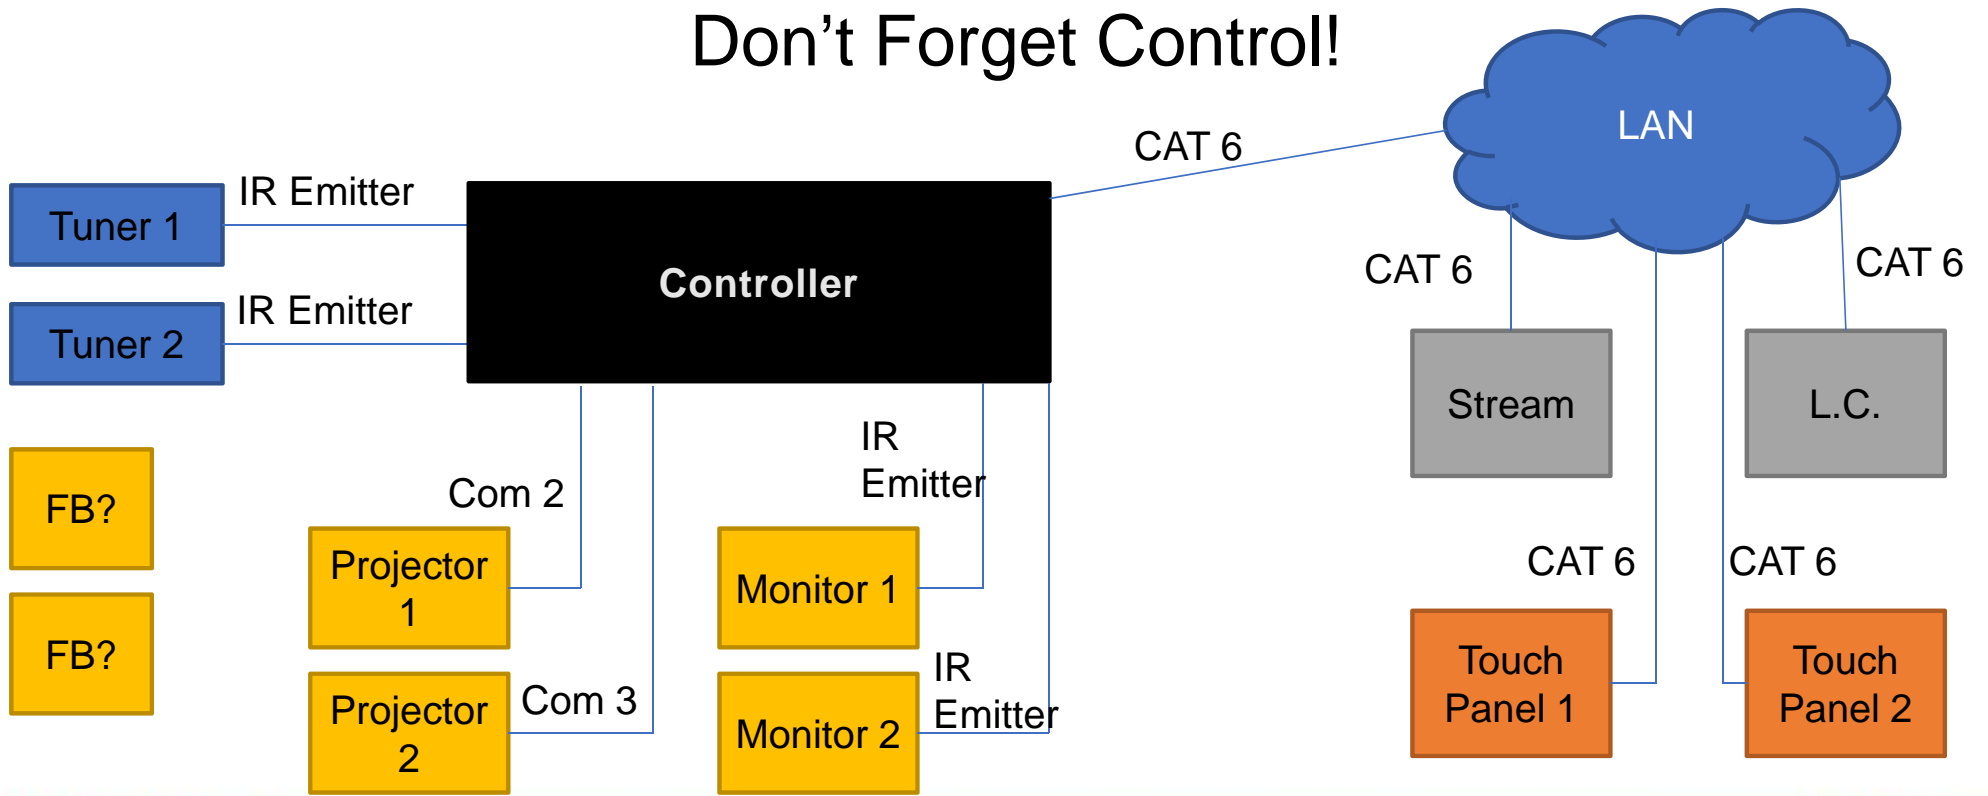 Don’t Forget Control!
LAN
CAT 6
IR Emitter
Tuner 1
Controller
IR Emitter
Tuner 2
CAT 6
CAT 6
Stream
L.C.
IR
Emitter
Com 2
FB?
Projector
1
Monitor 1
CAT 6
CAT 6
FB?
Com 3
Projector
2
IR
Emitter
Monitor 2
Touch
Panel 1
Touch
Panel 2